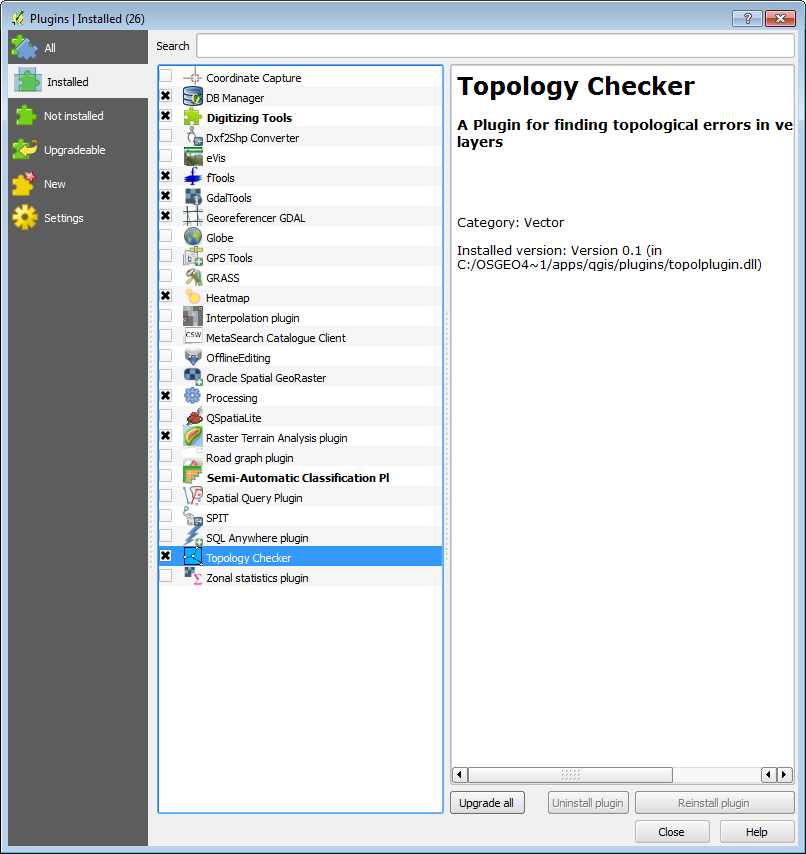 Plugins | Installed (26)
All
Installed
Not installed
Upgradeable
New
Settings
Search
Coordinate Capture
DB Manager
Digitizing Tools
Dxf2Shp Converter
eVis
fTools
GdalTools
Georeferencer GDAL
Globe
GPS Tools
GRASS
Heatmap
Interpolation plugin
CSW
MetaSearch Catalogue Client
OfflineEditing
Oracle Spatial GeoRaster
Processing
QSpatiaLite
Raster Terrain Analysis plugin
Road graph plugin
Semi-Automatic Classification Pl
Spatial Query Plugin
SPIT
SQL Anywhere plugin
Topology Checker
Zonal statistics plugin
Topology Checker
A Plugin for finding topological errors in ve
layers
Category: Vector
Installed version: Version 0.1 (in
C:/OSGEO4~1/apps/qgis/plugins/topolplugin.dll)
Upgrade all
Uninstall plugin
Reinstall plugin
Close
Help